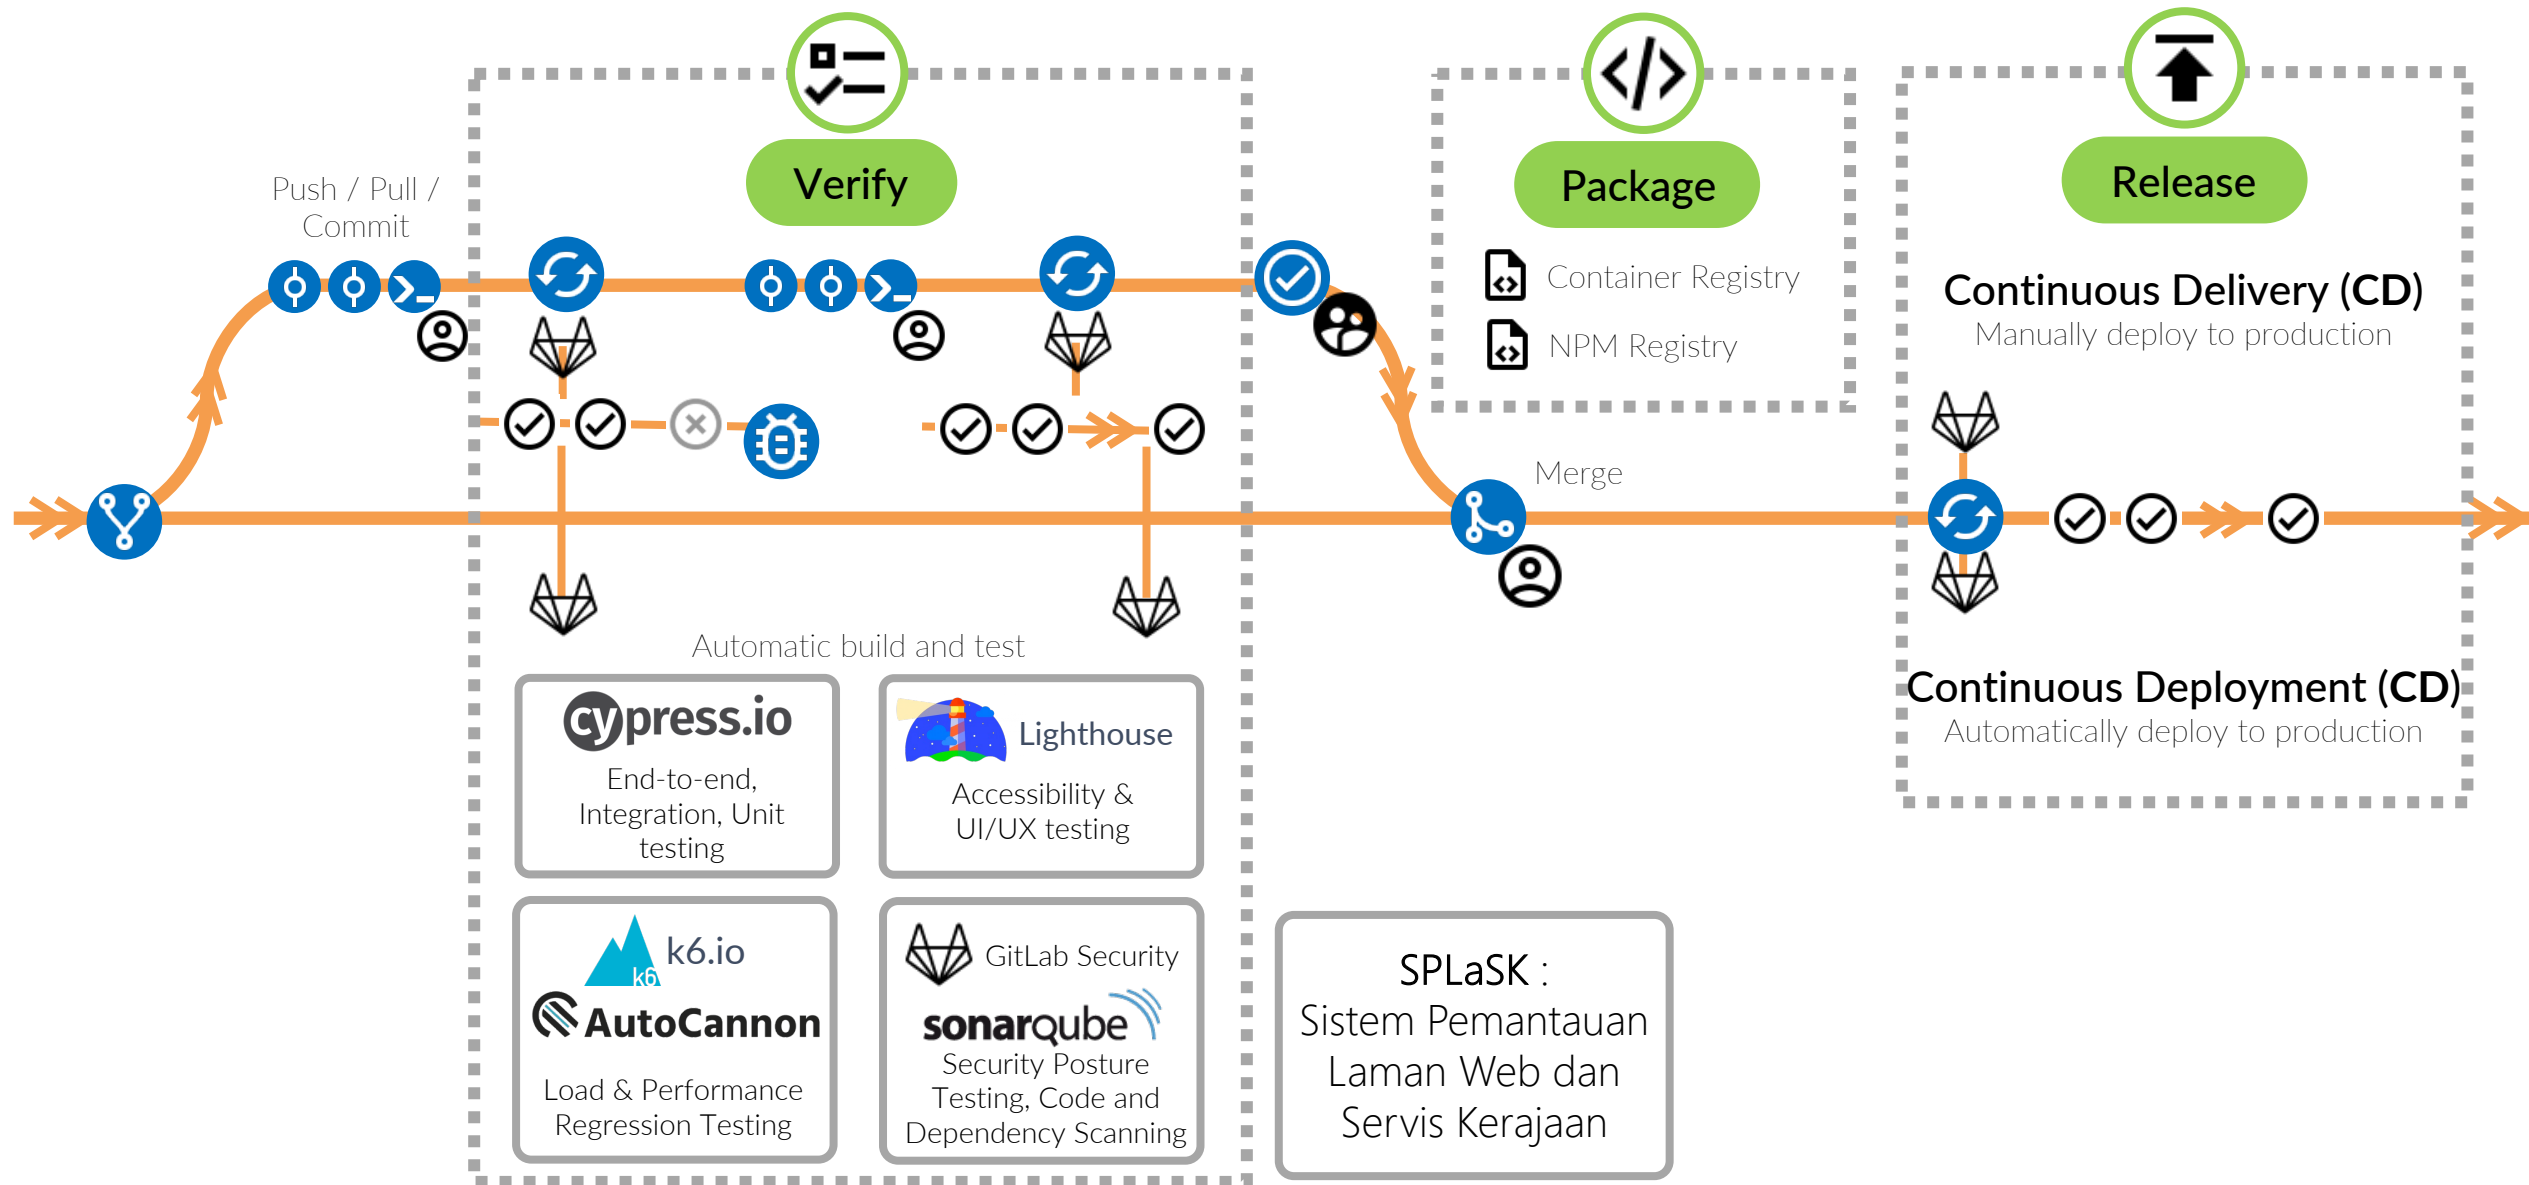 Verify
Package
Release
Push / Pull /
Commit
Container Registry
NPM Registry
Continuous Delivery (CD)
Manually deploy to production
Merge
Automatic build and test
Continuous Deployment (CD)
Automatically deploy to production
cypress.io
End-to-end,
Integration, Unit
testing
Lighthouse
Accessibility &
UI/UX testing
k6
k6.io
AutoCannon
Load & Performance
Regression Testing
GitLab Security
sonarqube
Security Posture
Testing, Code and
Dependency Scanning
SPLaSK :
Sistem Pemantauan
Laman Web dan
Servis Kerajaan